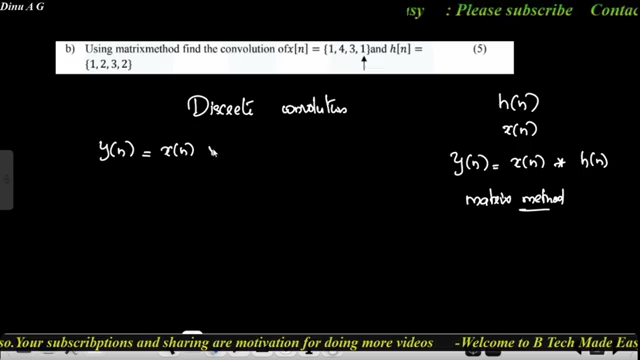 Dinu A G
sy : Please subscribe Contac
b) Using matrixmethod find the convolution ofx[n] = {1, 4, 3, 1}and h[n] = (5)
{1, 2, 3, 2}
Discrete convolution
h(n)
x(n)
y(n) = x(n)
y(n) = x(n) * h(n)
matrix method
so.Your subscribptions and sharing are motivation for doing more videos -Welcome to B Tech Made Eas